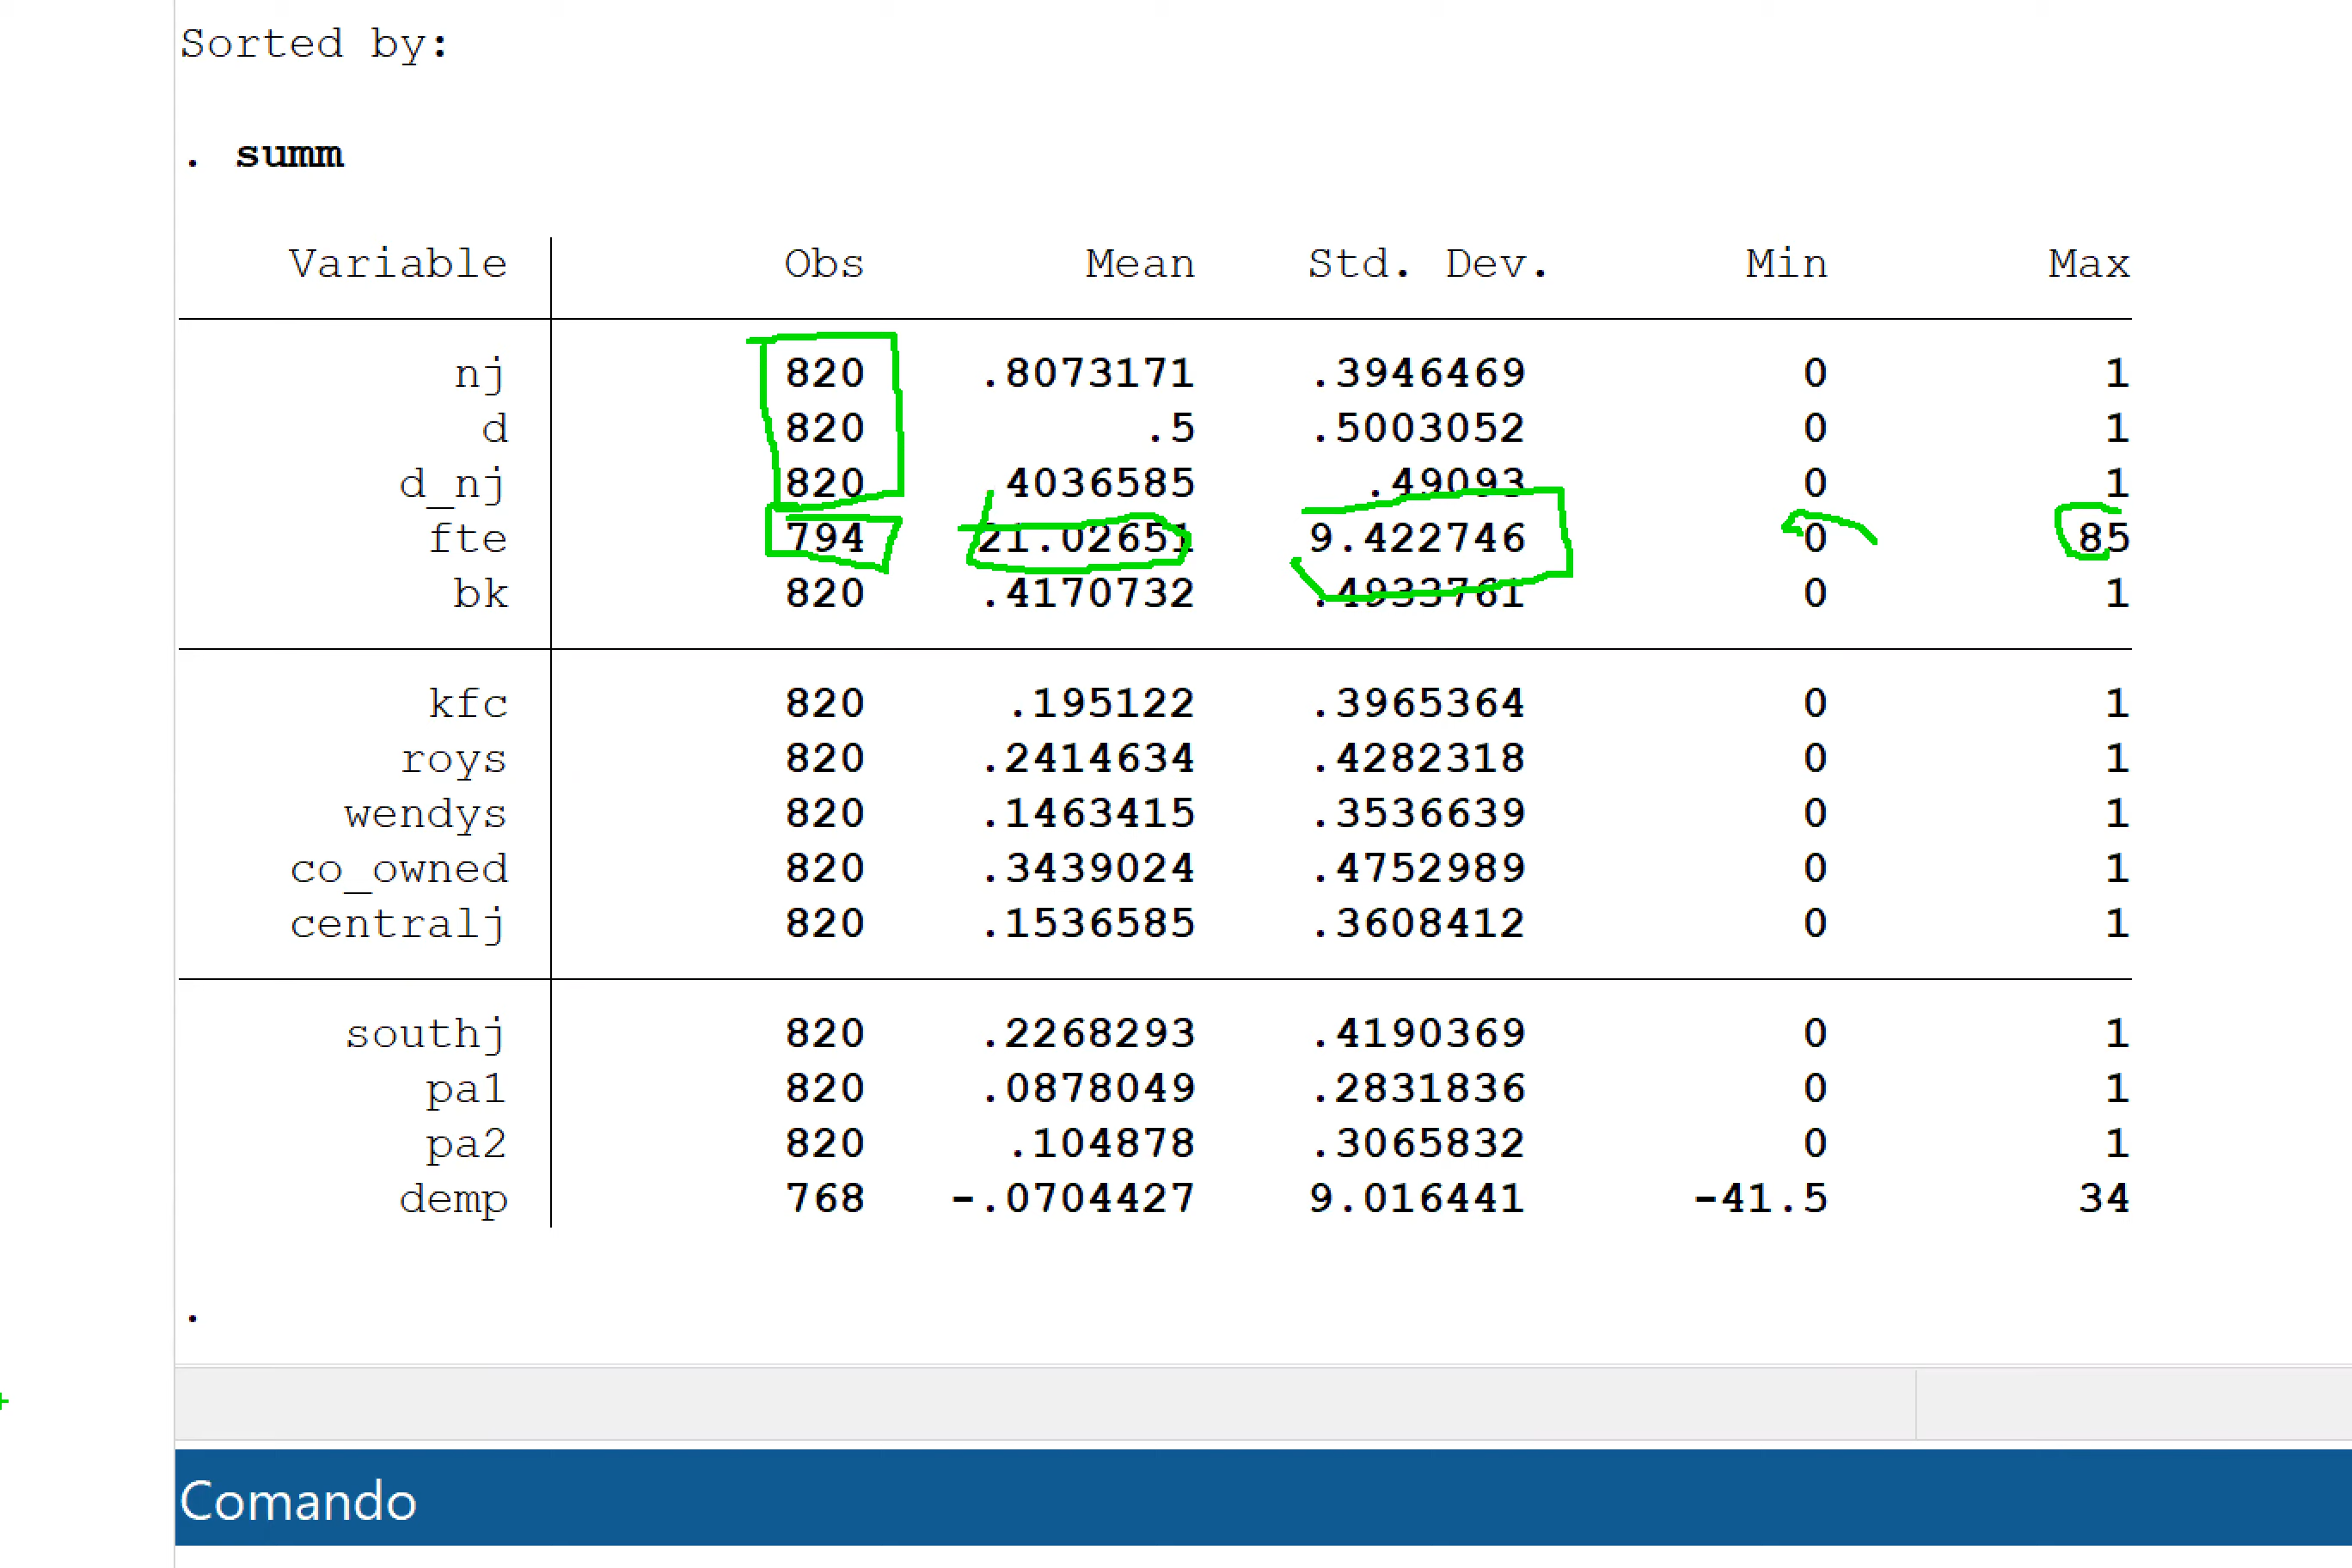 Sorted by:
. summ
Variable Obs Mean Std. Dev. Min Max
nj 820 .8073171 .3946469 0 1
d 820 .5 .5003052 0 1
d_nj 820 .4036585 .49093 0 1
fte 794 21.02651 9.422746 0 85
bk 820 .4170732 .4933761 0 1
kfc 820 .195122 .3965364 0 1
roys 820 .2414634 .4282318 0 1
wendys 820 .1463415 .3536639 0 1
co_owned 820 .3439024 .4752989 0 1
centralj 820 .1536585 .3608412 0 1
southj 820 .2268293 .4190369 0 1
pa1 820 .0878049 .2831836 0 1
pa2 820 .104878 .3065832 0 1
demp 768 -.0704427 9.016441 -41.5 34
.
Comando